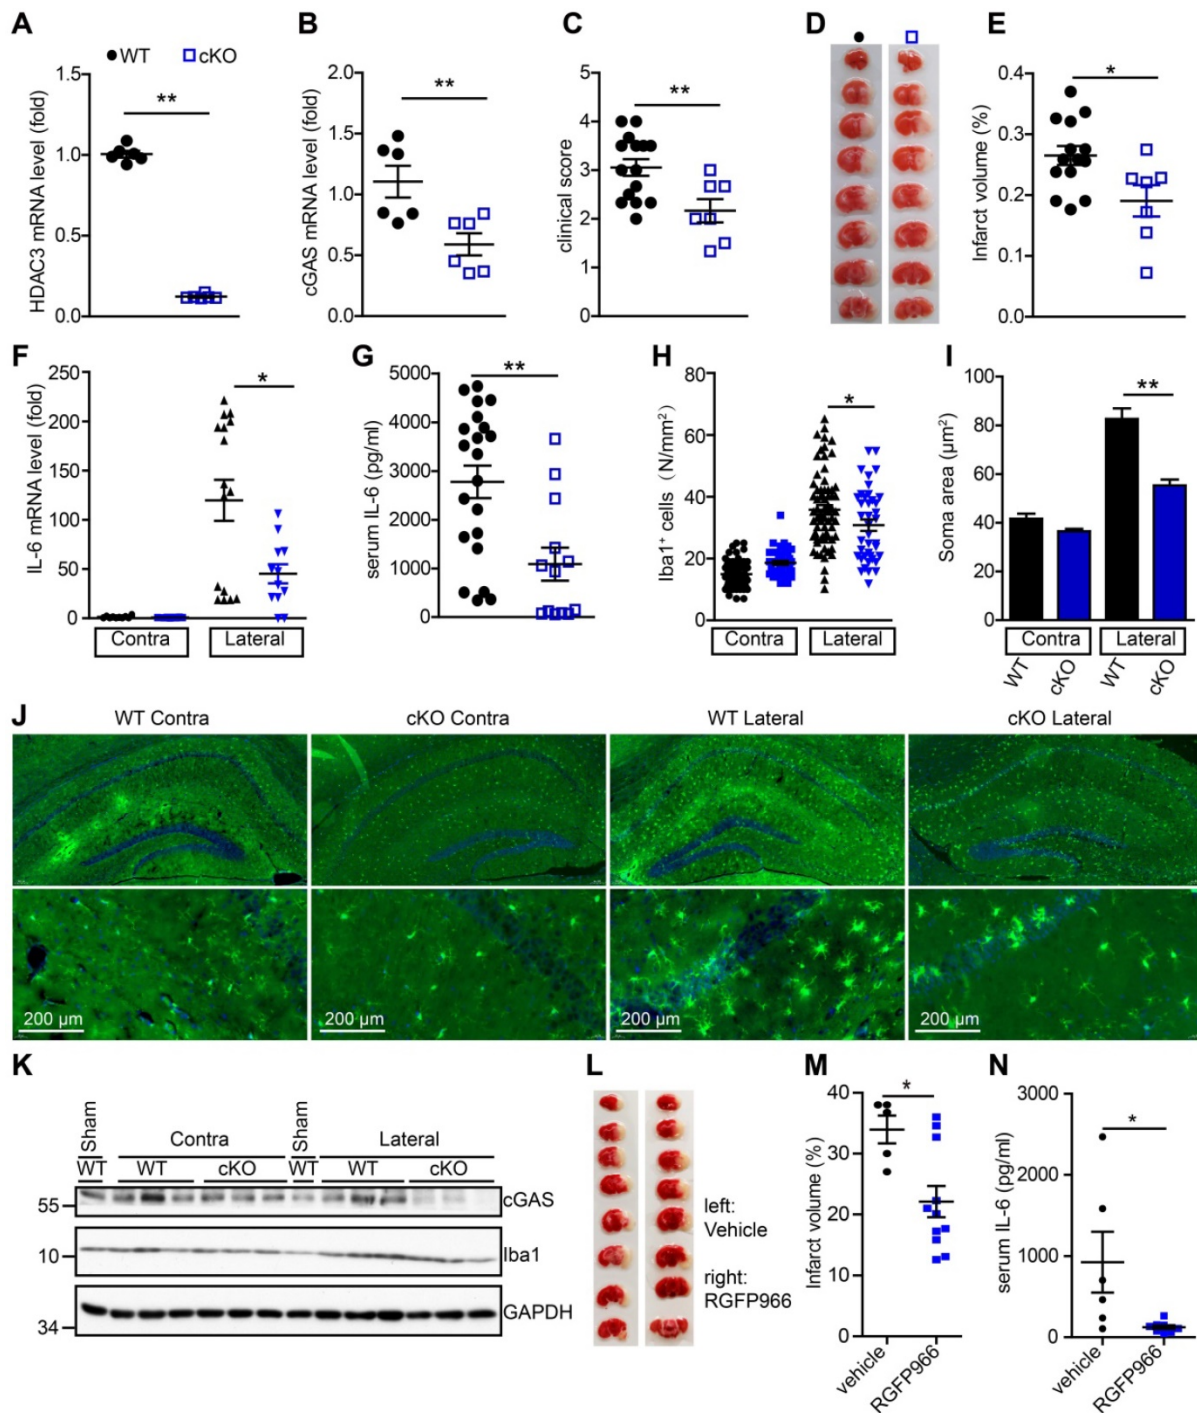 A
WT
cKO
HDAC3 mRNA level (fold)
1.5
1.0
0.5
0.0
**
B
cGAS mRNA level (fold)
2.0
1.5
1.0
0.5
0.0
**
C
clinical score
5
4
3
2
1
0
**
D
E
Infarct volume (%)
0.4
0.3
0.2
0.1
0.0
*
F
IL-6 mRNA level (fold)
250
200
150
100
50
0
*
Contra
Lateral
G
serum IL-6 (pg/ml)
5000
4000
3000
2000
1000
0
**
H
Iba1⁺ cells (N/mm²)
80
60
40
20
0
*
Contra
Lateral
I
Soma area (µm²)
100
80
60
40
20
0
**
Contra
Lateral
WT
cKO
WT
cKO
J
WT Contra
cKO Contra
WT Lateral
cKO Lateral
200 µm
200 µm
200 µm
200 µm
K
Sham
Contra
Sham
Lateral
WT
WT
cKO
WT
WT
cKO
55
cGAS
10
Iba1
GAPDH
34
L
left:
Vehicle
right:
RGFP966
M
Infarct volume (%)
40
30
20
10
0
*
vehicle
RGFP966
N
serum IL-6 (pg/ml)
3000
2000
1000
0
*
vehicle
RGFP966